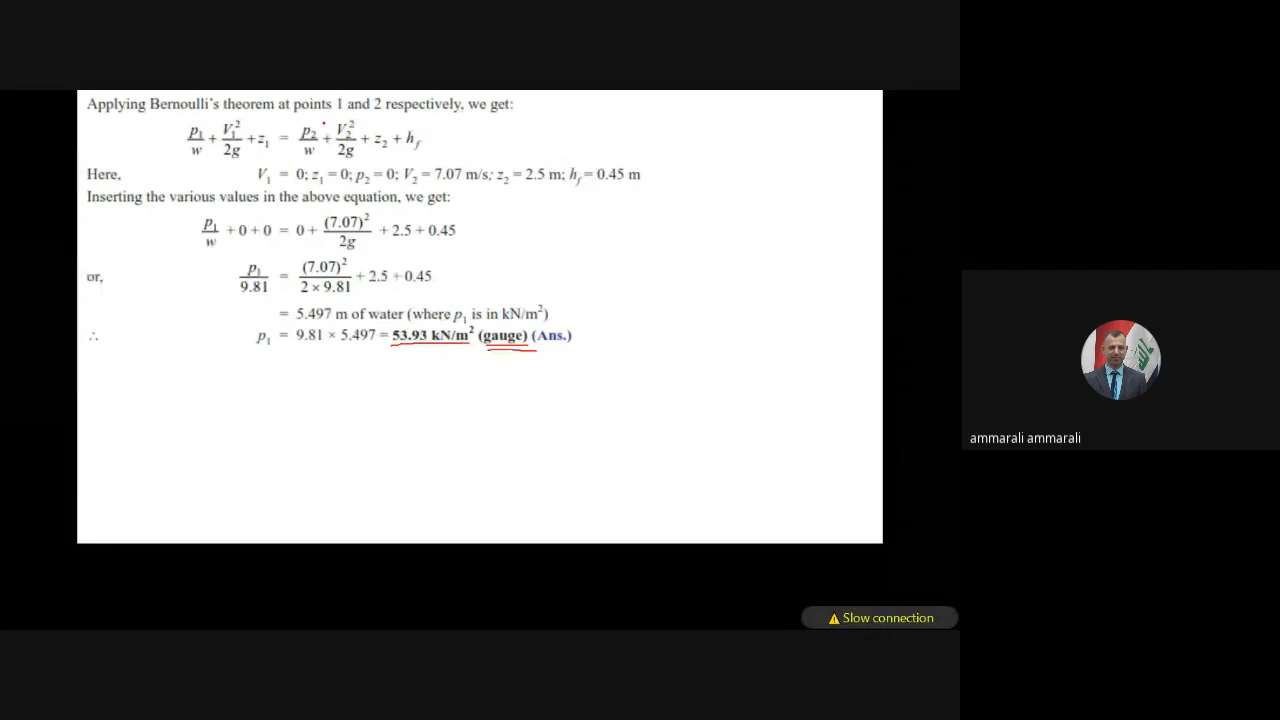 Applying Bernoulli's theorem at points 1 and 2 respectively, we get:
p₁/w + V₁²/2g + z₁ = p₂/w + V₂²/2g + z₂ + h_f
Here, V₁ = 0; z₁ = 0; p₂ = 0; V₂ = 7.07 m/s; z₂ = 2.5 m; h_f = 0.45 m
Inserting the various values in the above equation, we get:
p₁/w + 0 + 0 = 0 + (7.07)²/2g + 2.5 + 0.45
or, p₁/9.81 = (7.07)²/2 × 9.81 + 2.5 + 0.45
= 5.497 m of water (where p₁ is in kN/m²)
∴ p₁ = 9.81 × 5.497 = 53.93 kN/m² (gauge) (Ans.)
ammarali ammarali
Slow connection